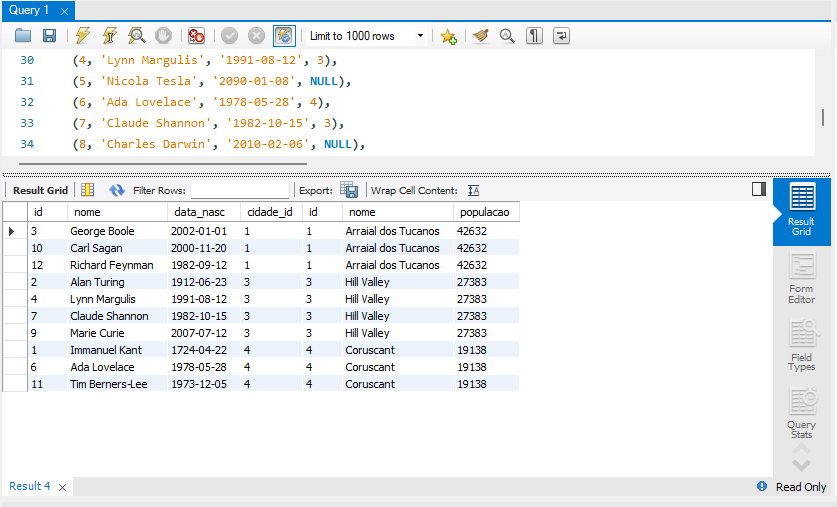 Query 1
Limit to 1000 rows
30 (4, 'Lynn Margulis', '1991-08-12', 3),
31 (5, 'Nicola Tesla', '2090-01-08', NULL),
32 (6, 'Ada Lovelace', '1978-05-28', 4),
33 (7, 'Claude Shannon', '1982-10-15', 3),
34 (8, 'Charles Darwin', '2010-02-06', NULL),
Result Grid Filter Rows: Export: Wrap Cell Content:
id nome data_nasc cidade_id id nome populacao
3 George Boole 2002-01-01 1 1 Arraial dos Tucanos 42632
10 Carl Sagan 2000-11-20 1 1 Arraial dos Tucanos 42632
12 Richard Feynman 1982-09-12 1 1 Arraial dos Tucanos 42632
2 Alan Turing 1912-06-23 3 3 Hill Valley 27383
4 Lynn Margulis 1991-08-12 3 3 Hill Valley 27383
7 Claude Shannon 1982-10-15 3 3 Hill Valley 27383
9 Marie Curie 2007-07-12 3 3 Hill Valley 27383
1 Immanuel Kant 1724-04-22 4 4 Coruscant 19138
6 Ada Lovelace 1978-05-28 4 4 Coruscant 19138
11 Tim Berners-Lee 1973-12-05 4 4 Coruscant 19138
Result
Grid
Form
Editor
Field
Types
Query
Stats
Result 4
Read Only